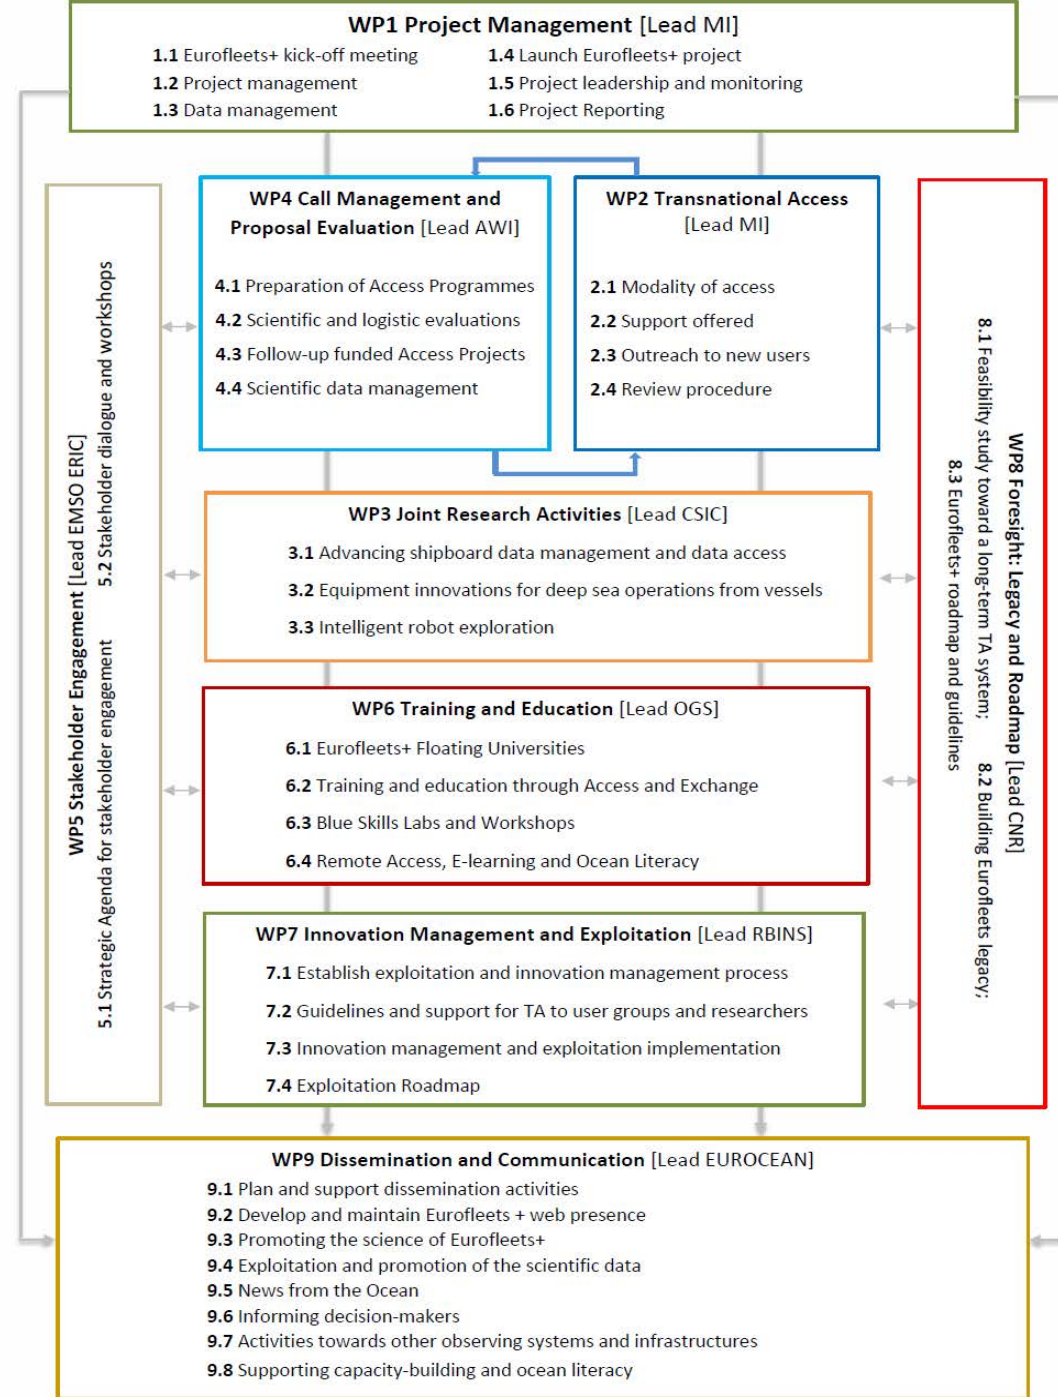 WP1 Project Management [Lead MI]
1.1 Eurofleets+ kick-off meeting
1.2 Project management
1.3 Data management
1.4 Launch Eurofleets+ project
1.5 Project leadership and monitoring
1.6 Project Reporting
WP5 Stakeholder Engagement [Lead EMSO ERIC]
5.1 Strategic Agenda for stakeholder engagement 5.2 Stakeholder dialogue and workshops
WP4 Call Management and
Proposal Evaluation [Lead AWI]
4.1 Preparation of Access Programmes
4.2 Scientific and logistic evaluations
4.3 Follow-up funded Access Projects
4.4 Scientific data management
WP2 Transnational Access
[Lead MI]
2.1 Modality of access
2.2 Support offered
2.3 Outreach to new users
2.4 Review procedure
WP8 Foresight: Legacy and Roadmap [Lead CNR]
8.1 Feasibility study toward a long-term TA system; 8.2 Building Eurofleets legacy;
8.3 Eurofleets+ roadmap and guidelines
WP3 Joint Research Activities [Lead CSIC]
3.1 Advancing shipboard data management and data access
3.2 Equipment innovations for deep sea operations from vessels
3.3 Intelligent robot exploration
WP6 Training and Education [Lead OGS]
6.1 Eurofleets+ Floating Universities
6.2 Training and education through Access and Exchange
6.3 Blue Skills Labs and Workshops
6.4 Remote Access, E-learning and Ocean Literacy
WP7 Innovation Management and Exploitation [Lead RBINS]
7.1 Establish exploitation and innovation management process
7.2 Guidelines and support for TA to user groups and researchers
7.3 Innovation management and exploitation implementation
7.4 Exploitation Roadmap
WP9 Dissemination and Communication [Lead EUROCEAN]
9.1 Plan and support dissemination activities
9.2 Develop and maintain Eurofleets + web presence
9.3 Promoting the science of Eurofleets+
9.4 Exploitation and promotion of the scientific data
9.5 News from the Ocean
9.6 Informing decision-makers
9.7 Activities towards other observing systems and infrastructures
9.8 Supporting capacity-building and ocean literacy